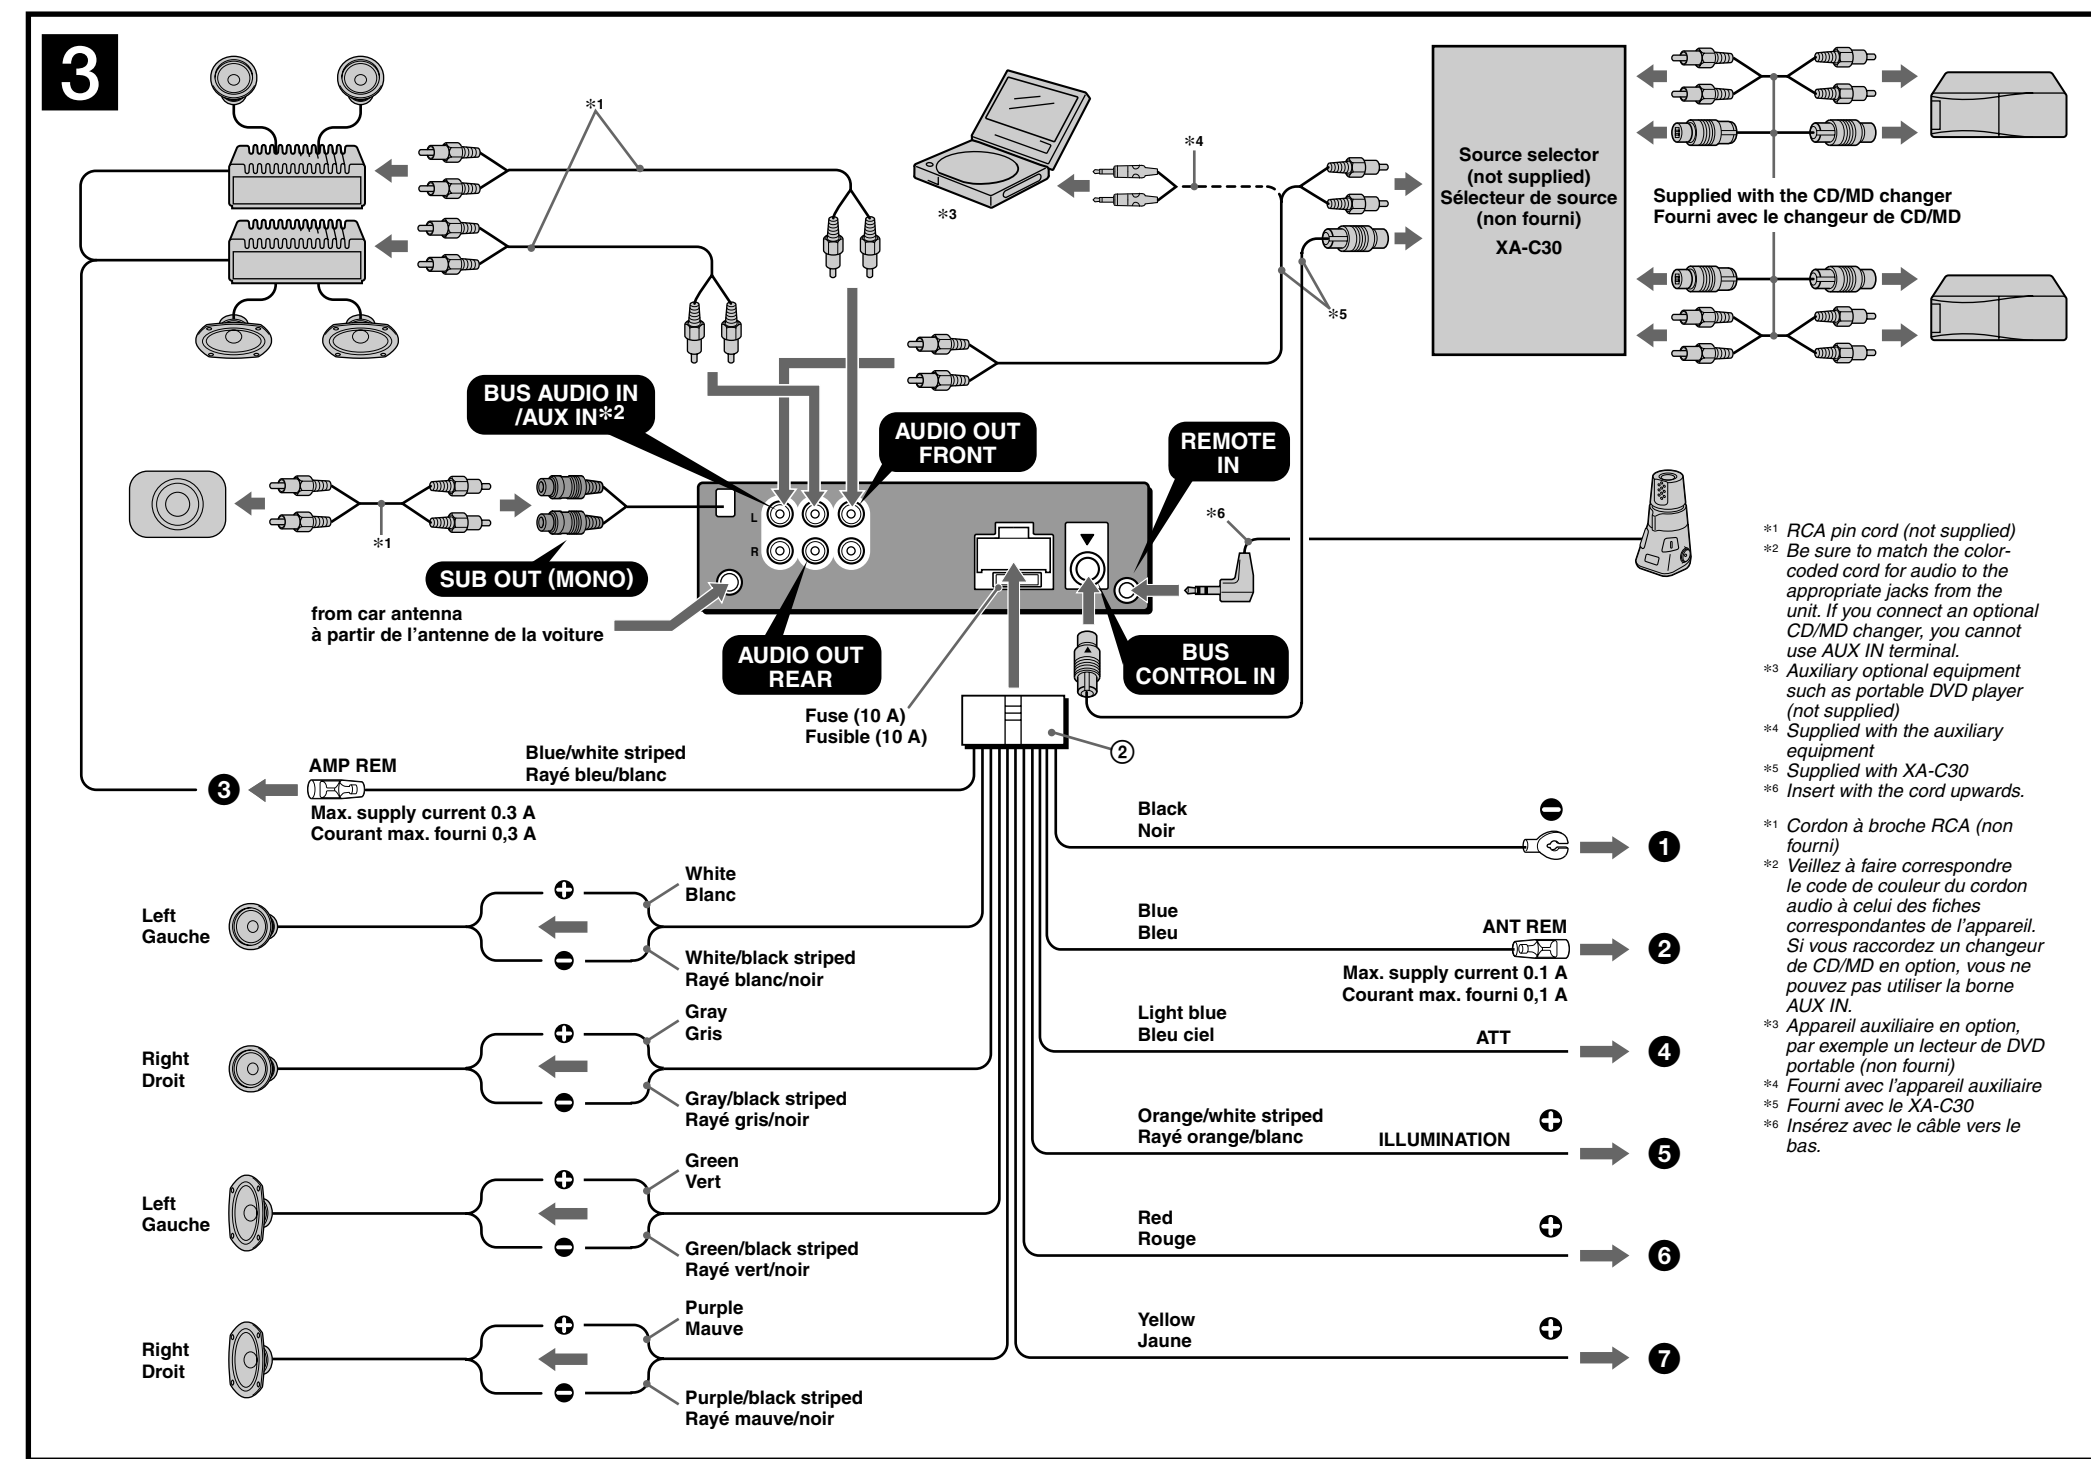 3
*1
*4
*3
*5
Source selector
(not supplied)
Sélecteur de source
(non fourni)
XA-C30
Supplied with the CD/MD changer
Fourni avec le changeur de CD/MD
BUS AUDIO IN
/AUX IN*2
AUDIO OUT
FRONT
REMOTE
IN
*6
*1
L
R
SUB OUT (MONO)
from car antenna
à partir de l'antenne de la voiture
AUDIO OUT
REAR
BUS
CONTROL IN
Fuse (10 A)
Fusible (10 A)
②
❸
AMP REM
Blue/white striped
Rayé bleu/blanc
Max. supply current 0.3 A
Courant max. fourni 0,3 A
Left
Gauche
White
Blanc
White/black striped
Rayé blanc/noir
Right
Droit
Gray
Gris
Gray/black striped
Rayé gris/noir
Left
Gauche
Green
Vert
Green/black striped
Rayé vert/noir
Right
Droit
Purple
Mauve
Purple/black striped
Rayé mauve/noir
Black
Noir
❶
Blue
Bleu
ANT REM
❷
Max. supply current 0.1 A
Courant max. fourni 0,1 A
Light blue
Bleu ciel
ATT
❹
Orange/white striped
Rayé orange/blanc
ILLUMINATION
❺
Red
Rouge
❻
Yellow
Jaune
❼
*1 RCA pin cord (not supplied)
*2 Be sure to match the color-
coded cord for audio to the
appropriate jacks from the
unit. If you connect an optional
CD/MD changer, you cannot
use AUX IN terminal.
*3 Auxiliary optional equipment
such as portable DVD player
(not supplied)
*4 Supplied with the auxiliary
equipment
*5 Supplied with XA-C30
*6 Insert with the cord upwards.
*1 Cordon à broche RCA (non
fourni)
*2 Veillez à faire correspondre
le code de couleur du cordon
audio à celui des fiches
correspondantes de l'appareil.
Si vous raccordez un changeur
de CD/MD en option, vous ne
pouvez pas utiliser la borne
AUX IN.
*3 Appareil auxiliaire en option,
par exemple un lecteur de DVD
portable (non fourni)
*4 Fourni avec l'appareil auxiliaire
*5 Fourni avec le XA-C30
*6 Insérez avec le câble vers le
bas.